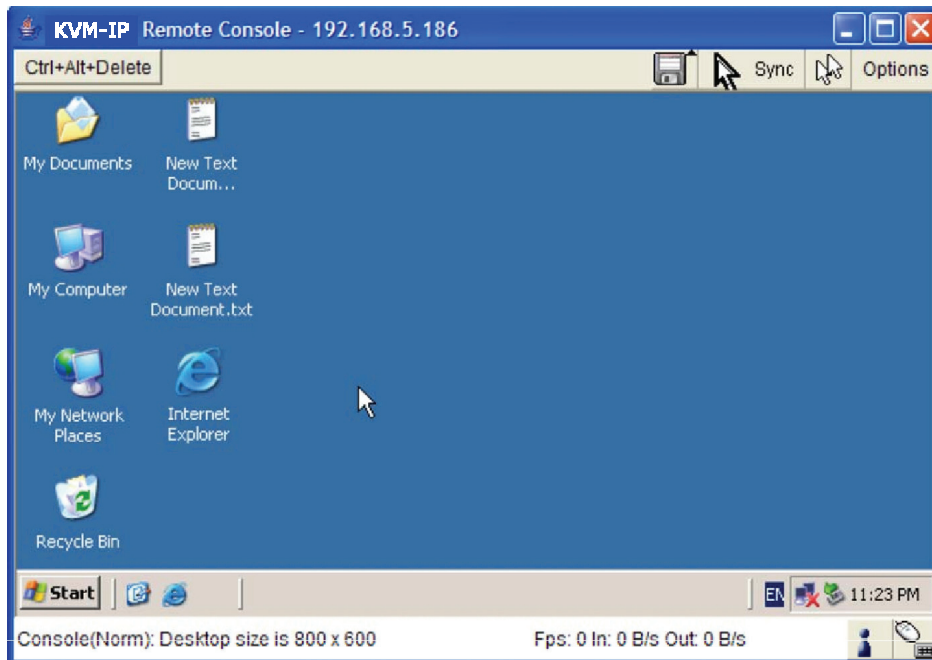 KVM-IP Remote Console - 192.168.5.186
Ctrl+Alt+Delete
Sync
Options
My Documents
New Text
Docum...
My Computer
New Text
Document.txt
My Network
Places
Internet
Explorer
Recycle Bin
Start
EN
11:23 PM
Console(Norm): Desktop size is 800 x 600
Fps: 0 In: 0 B/s Out: 0 B/s